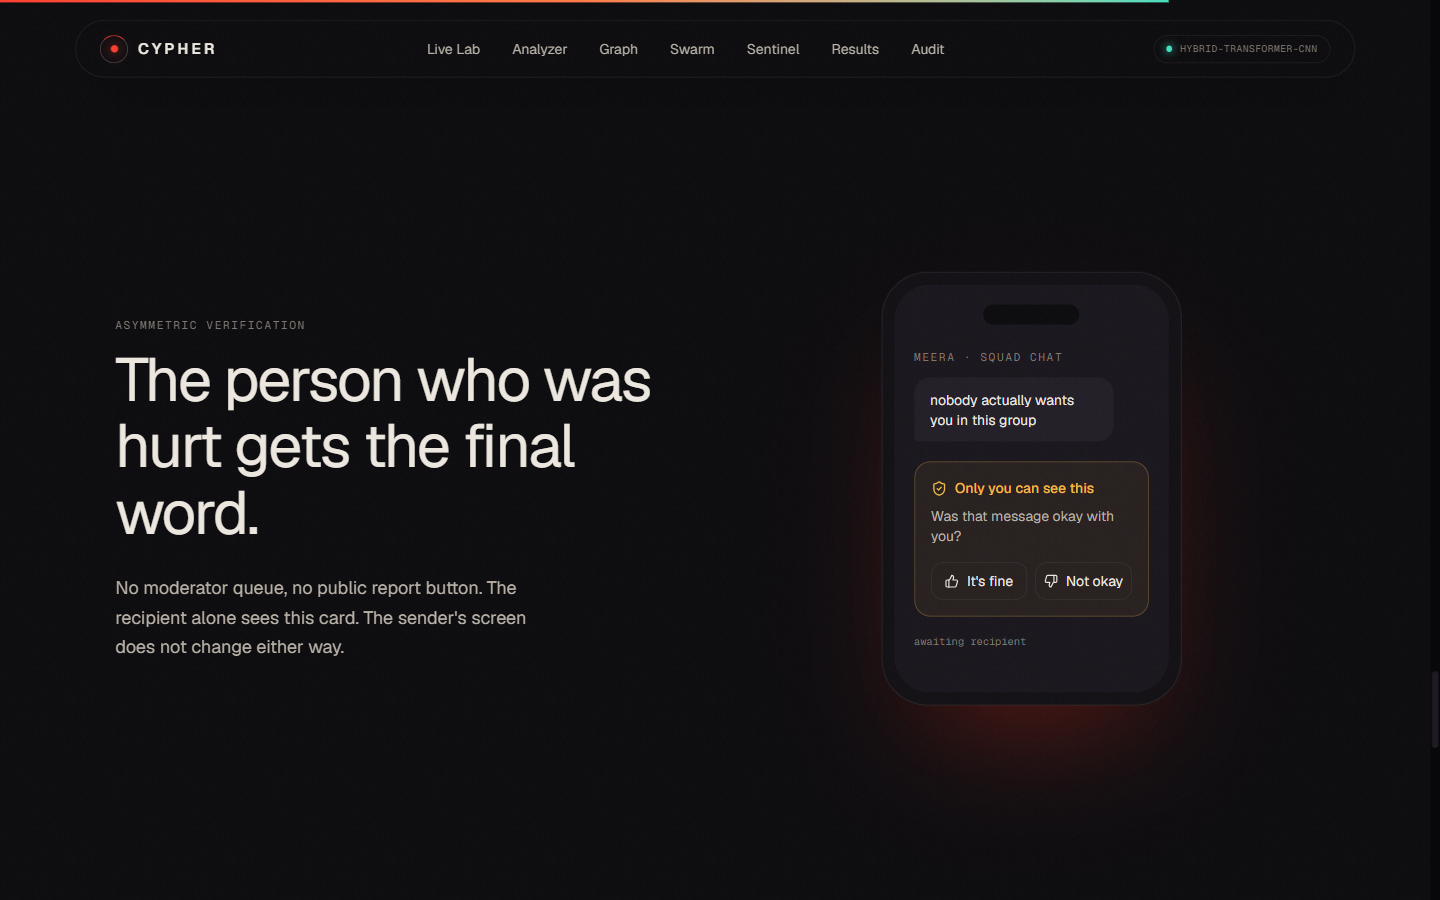 CYPHER
Live Lab
Analyzer
Graph
Swarm
Sentinel
Results
Audit
HYBRID-TRANSFORMER-CNN
ASYMMETRIC VERIFICATION
The person who was
hurt gets the final
word.
No moderator queue, no public report button. The
recipient alone sees this card. The sender's screen
does not change either way.
MEERA · SQUAD CHAT
nobody actually wants
you in this group
Only you can see this
Was that message okay with
you?
It's fine
Not okay
awaiting recipient